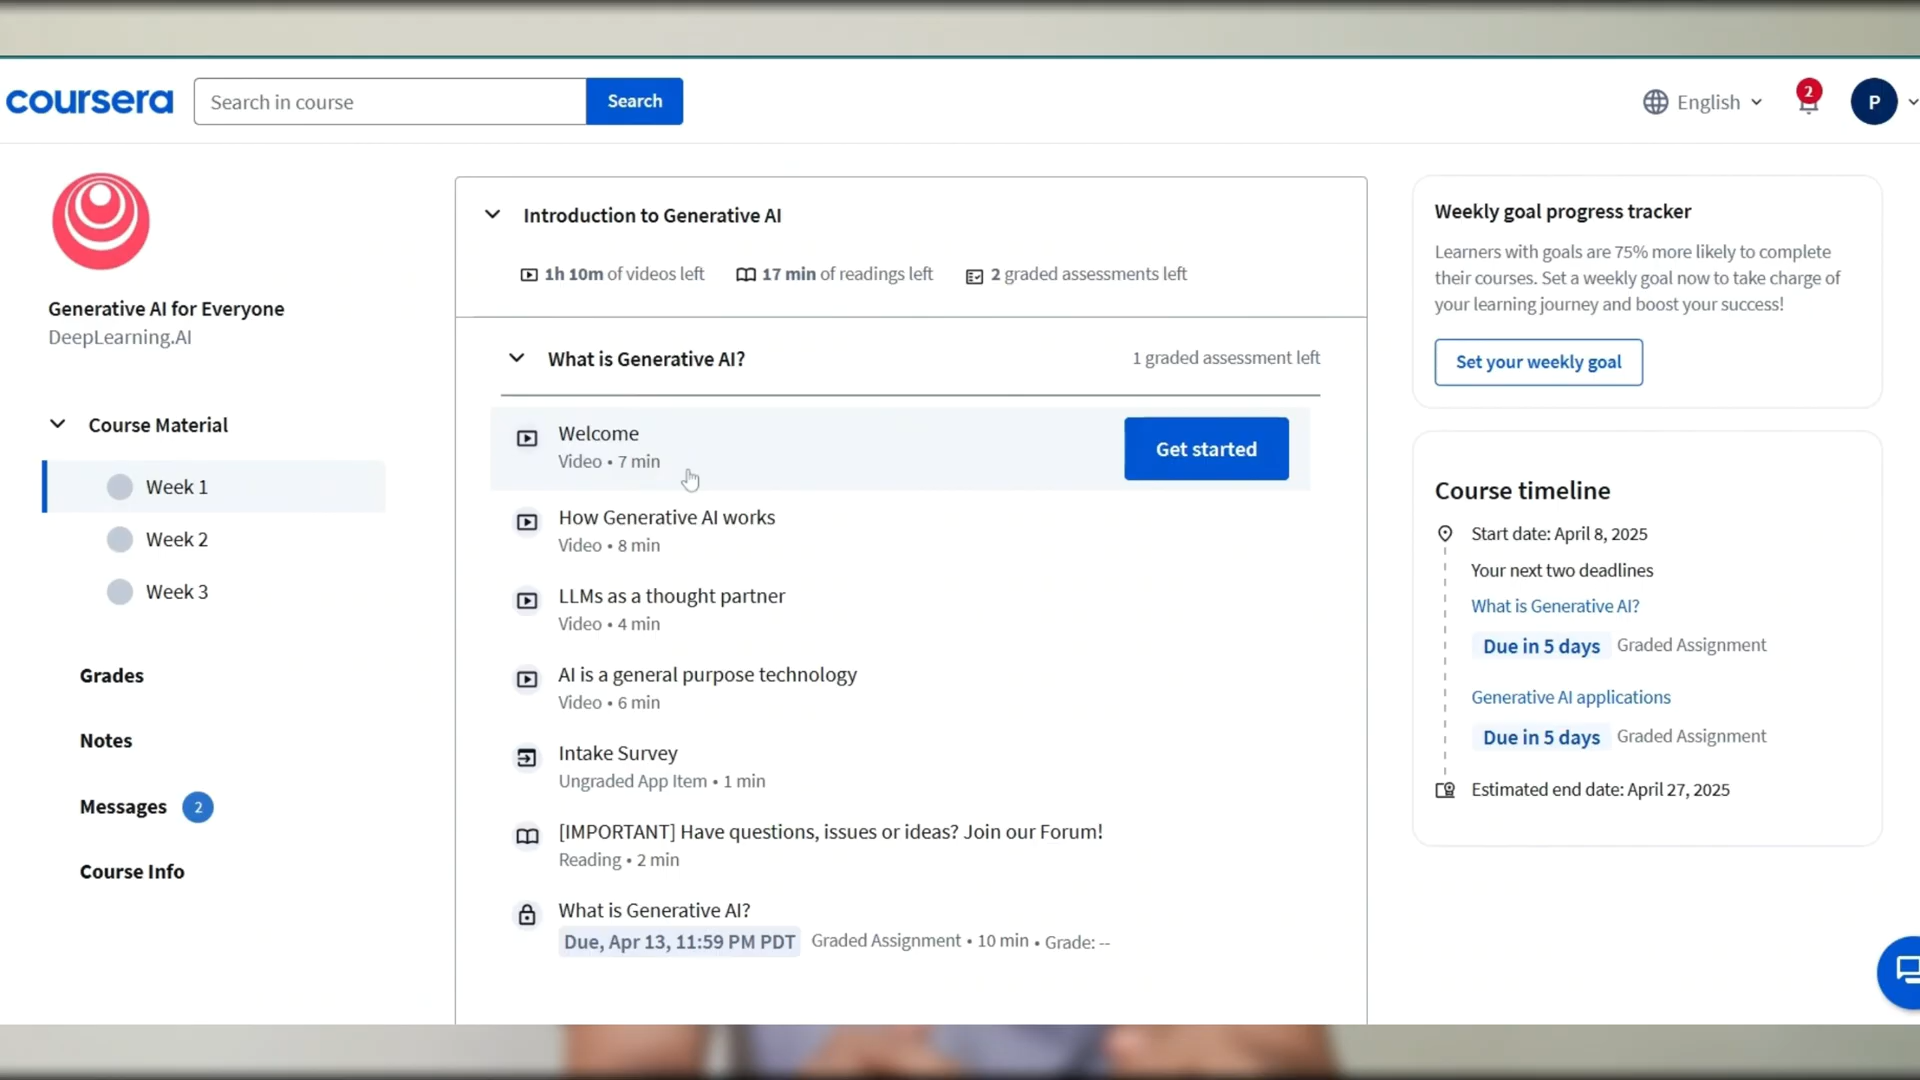 coursera
Search in course
Search
English
2
P
Generative AI for Everyone
DeepLearning.AI
Course Material
Week 1
Week 2
Week 3
Grades
Notes
Messages 2
Course Info
Introduction to Generative AI
1h 10m of videos left
17 min of readings left
2 graded assessments left
What is Generative AI?
1 graded assessment left
Welcome
Video • 7 min
Get started
How Generative AI works
Video • 8 min
LLMs as a thought partner
Video • 4 min
AI is a general purpose technology
Video • 6 min
Intake Survey
Ungraded App Item • 1 min
[IMPORTANT] Have questions, issues or ideas? Join our Forum!
Reading • 2 min
What is Generative AI?
Due, Apr 13, 11:59 PM PDT Graded Assignment • 10 min • Grade: --
Weekly goal progress tracker
Learners with goals are 75% more likely to complete
their courses. Set a weekly goal now to take charge of
your learning journey and boost your success!
Set your weekly goal
Course timeline
Start date: April 8, 2025
Your next two deadlines
What is Generative AI?
Due in 5 days Graded Assignment
Generative AI applications
Due in 5 days Graded Assignment
Estimated end date: April 27, 2025